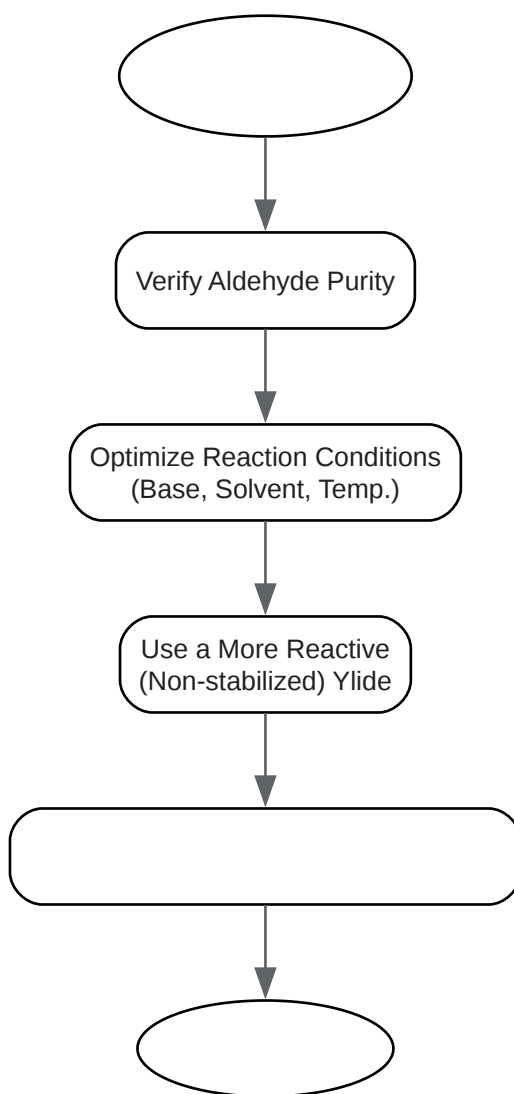 Verify Aldehyde Purity
Optimize Reaction Conditions
(Base, Solvent, Temp.)
Use a More Reactive
(Non-stabilized) Ylide